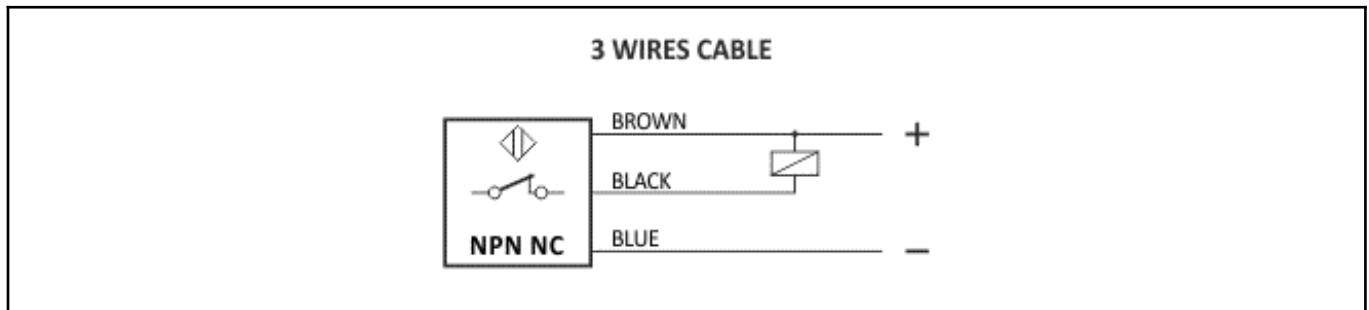 3 WIRES CABLE
BROWN
+
BLACK
NPN NC
BLUE
−